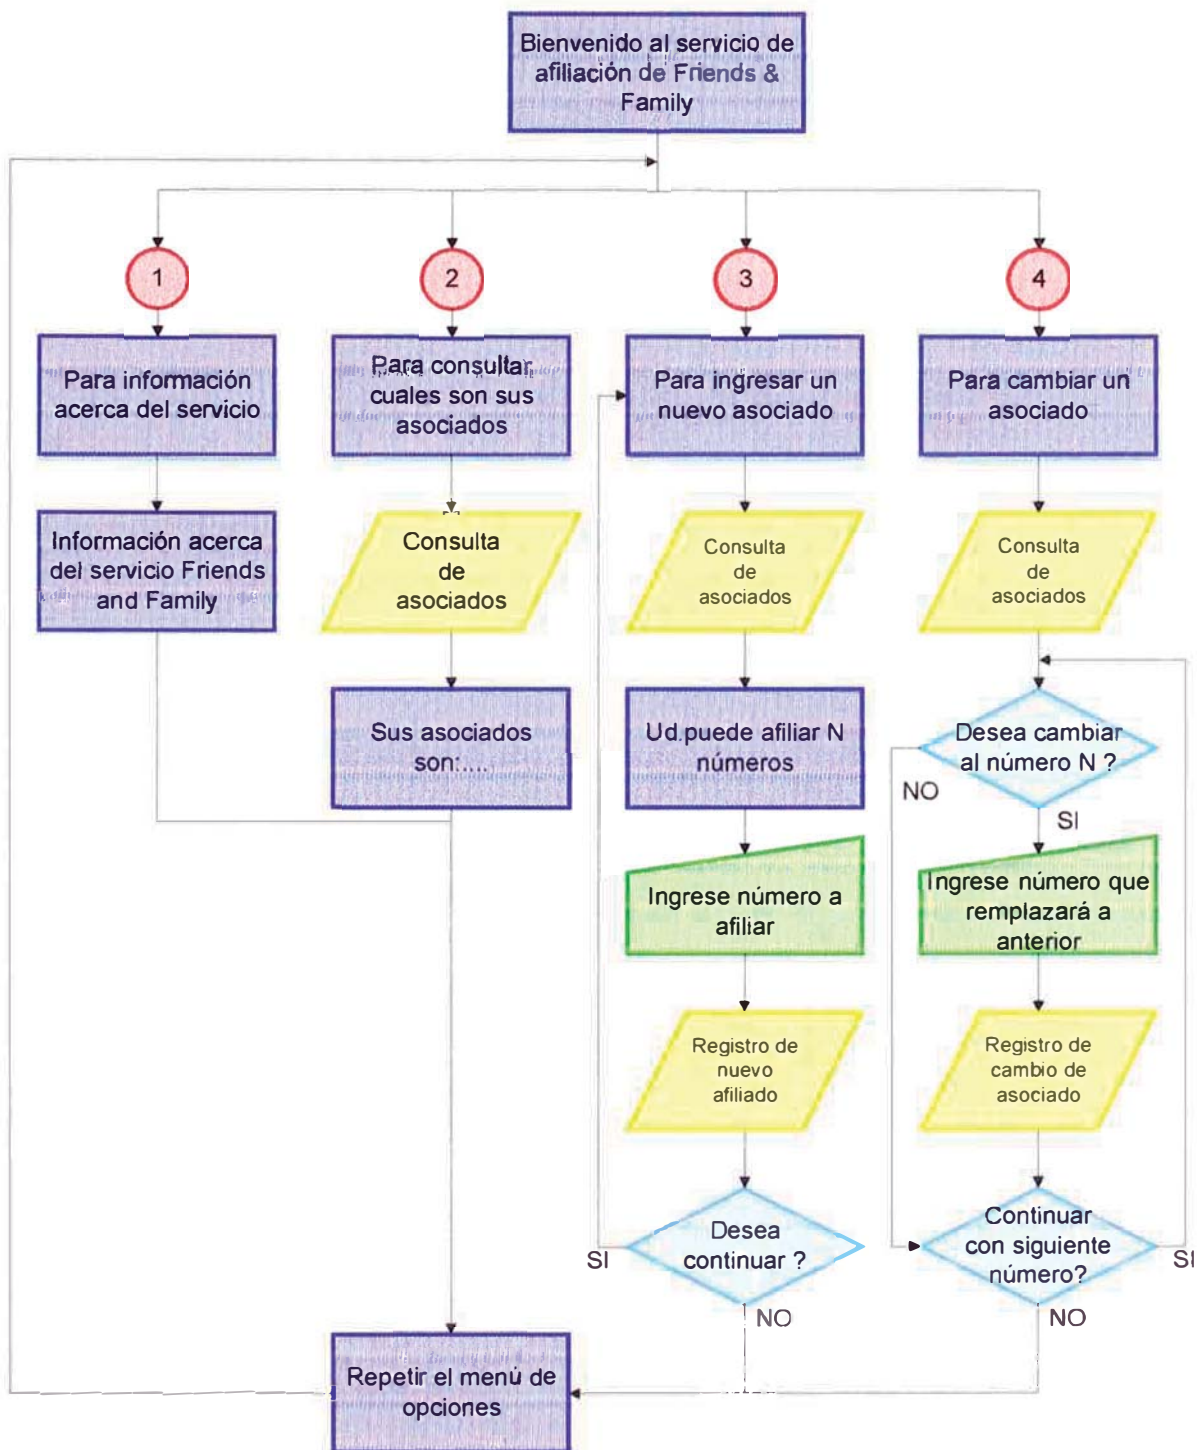 Bienvenido al servicio de
afiliación de Friends &
Family
1
2
3
4
Para información
acerca del servicio
Para consultar
cuales son sus
asociados
Para ingresar un
nuevo asociado
Para cambiar un
asociado
Información acerca
del servicio Friends
and Family
Consulta
de
asociados
Consulta
de
asociados
Consulta
de
asociados
Sus asociados
son:....
Ud.puede afiliar N
números
Desea cambiar
al número N ?
NO
SI
Ingrese número a
afiliar
Ingrese número que
remplazará a
anterior
Registro de
nuevo
afiliado
Registro de
cambio de
asociado
Desea
continuar ?
SI
NO
Continuar
con siguiente
número?
SI
NO
Repetir el menú de
opciones